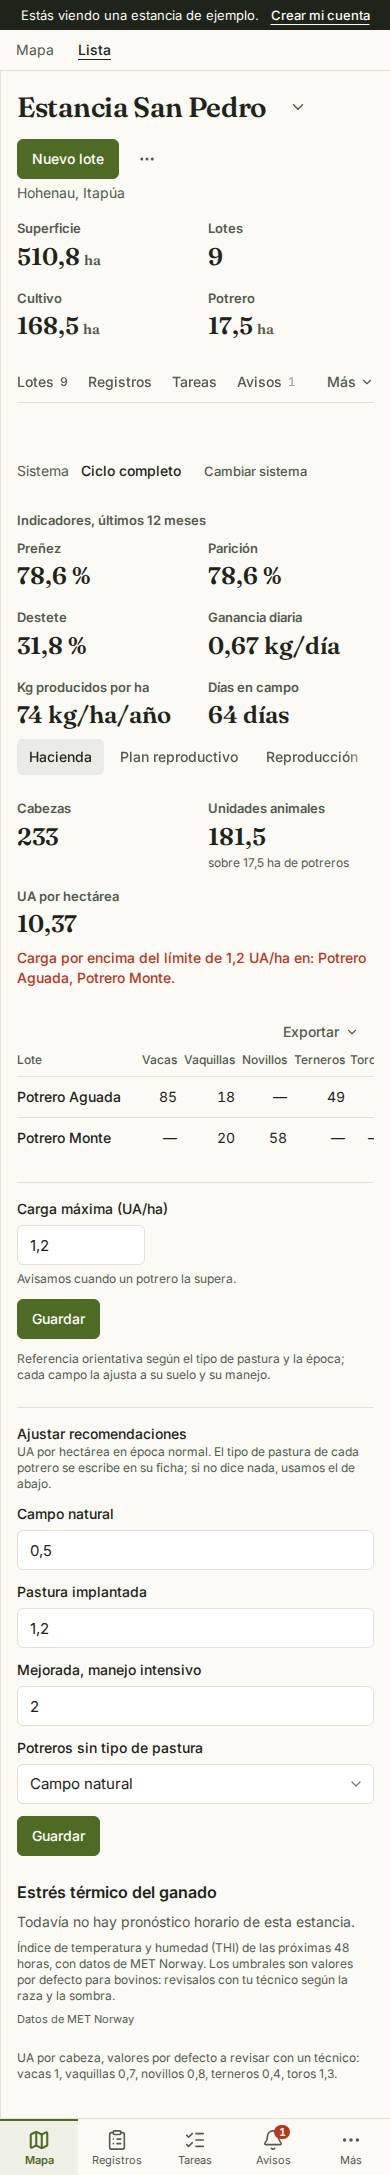 Estás viendo una estancia de ejemplo. Crear mi cuenta
Mapa Lista
Estancia San Pedro
Nuevo lote
Hohenau, Itapúa
Superficie Lotes
510,8 ha 9
Cultivo Potrero
168,5 ha 17,5 ha
Lotes 9 Registros Tareas Avisos 1 Más
Sistema Ciclo completo Cambiar sistema
Indicadores, últimos 12 meses
Preñez Parición
78,6 % 78,6 %
Destete Ganancia diaria
31,8 % 0,67 kg/día
Kg producidos por ha Días en campo
74 kg/ha/año 64 días
Hacienda Plan reproductivo Reproducción
Cabezas Unidades animales
233 181,5
sobre 17,5 ha de potreros
UA por hectárea
10,37
Carga por encima del límite de 1,2 UA/ha en: Potrero
Aguada, Potrero Monte.
Exportar
Lote Vacas Vaquillas Novillos Terneros Toro
Potrero Aguada 85 18 — 49
Potrero Monte — 20 58 — —
Carga máxima (UA/ha)
1,2
Avisamos cuando un potrero la supera.
Guardar
Referencia orientativa según el tipo de pastura y la época;
cada campo la ajusta a su suelo y su manejo.
Ajustar recomendaciones
UA por hectárea en época normal. El tipo de pastura de cada
potrero se escribe en su ficha; si no dice nada, usamos el de
abajo.
Campo natural
0,5
Pastura implantada
1,2
Mejorada, manejo intensivo
2
Potreros sin tipo de pastura
Campo natural
Guardar
Estrés térmico del ganado
Todavía no hay pronóstico horario de esta estancia.
Índice de temperatura y humedad (THI) de las próximas 48
horas, con datos de MET Norway. Los umbrales son valores
por defecto para bovinos: revisalos con tu técnico según la
raza y la sombra.
Datos de MET Norway
UA por cabeza, valores por defecto a revisar con un técnico:
vacas 1, vaquillas 0,7, novillos 0,8, terneros 0,4, toros 1,3.
1
Mapa Registros Tareas Avisos Más